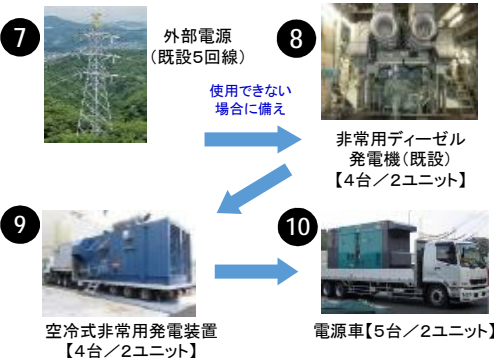 7
外部電源
(既設5回線)
使用できない
場合に備え
8
非常用ディーゼル
発電機(既設)
【4台／2ユニット】
9
空冷式非常用発電装置
【4台／2ユニット】
10
電源車【5台／2ユニット】